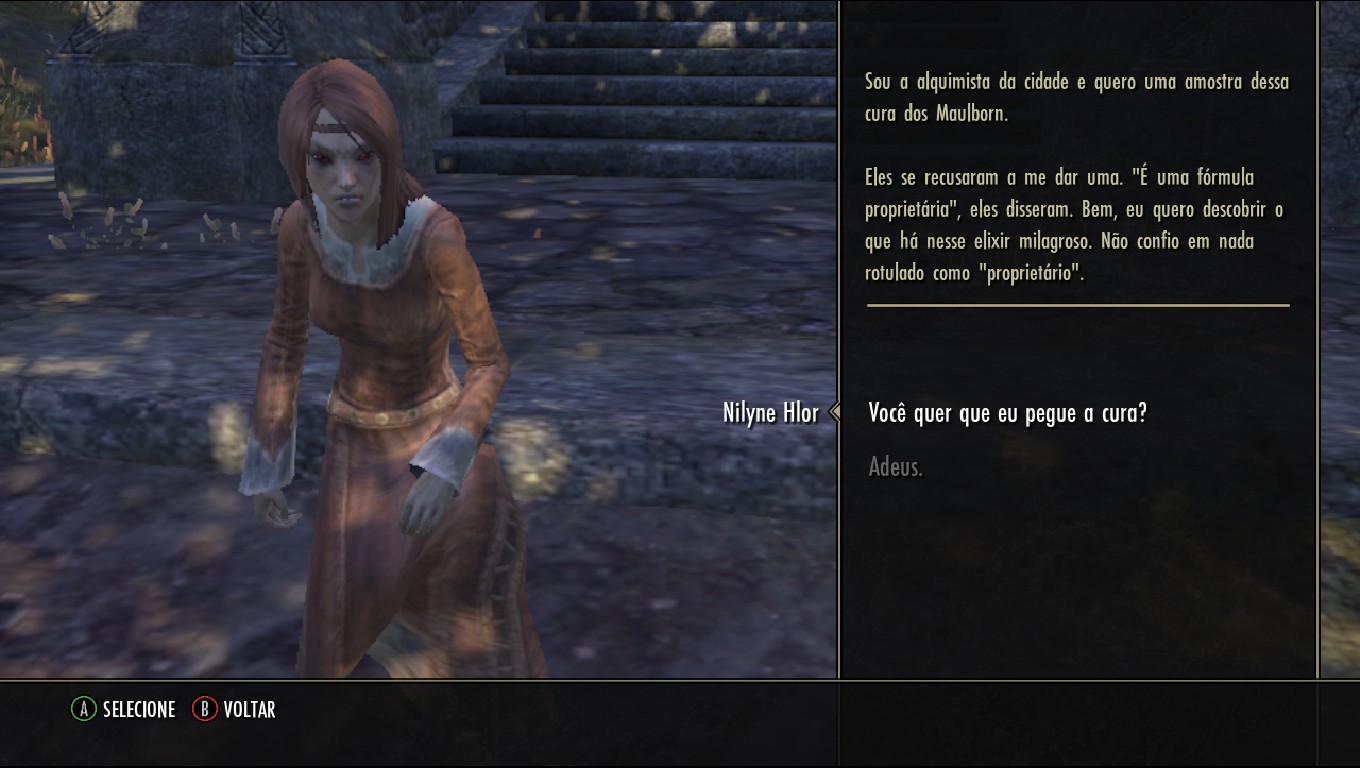 Sou a alquimista da cidade e quero uma amostra dessa
cura dos Maulborn.
Eles se recusaram a me dar uma. "É uma fórmula
proprietária", eles disseram. Bem, eu quero descobrir o
que há nesse elixir milagroso. Não confio em nada
rotulado como "proprietário".
Nilyne Hlor
Você quer que eu pegue a cura?
Adeus.
A SELECIONE B VOLTAR